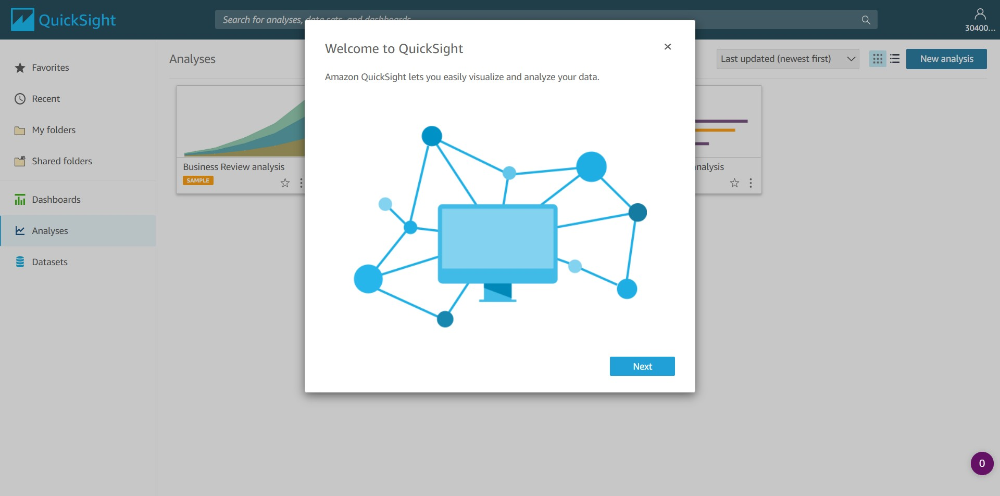 QuickSight
Search for analyses, data sets, and dashboards
30400...
Favorites
Recent
My folders
Shared folders
Dashboards
Analyses
Datasets
Analyses
Last updated (newest first)
New analysis
Business Review analysis
SAMPLE
nalysis
Welcome to QuickSight
Amazon QuickSight lets you easily visualize and analyze your data.
Next
0